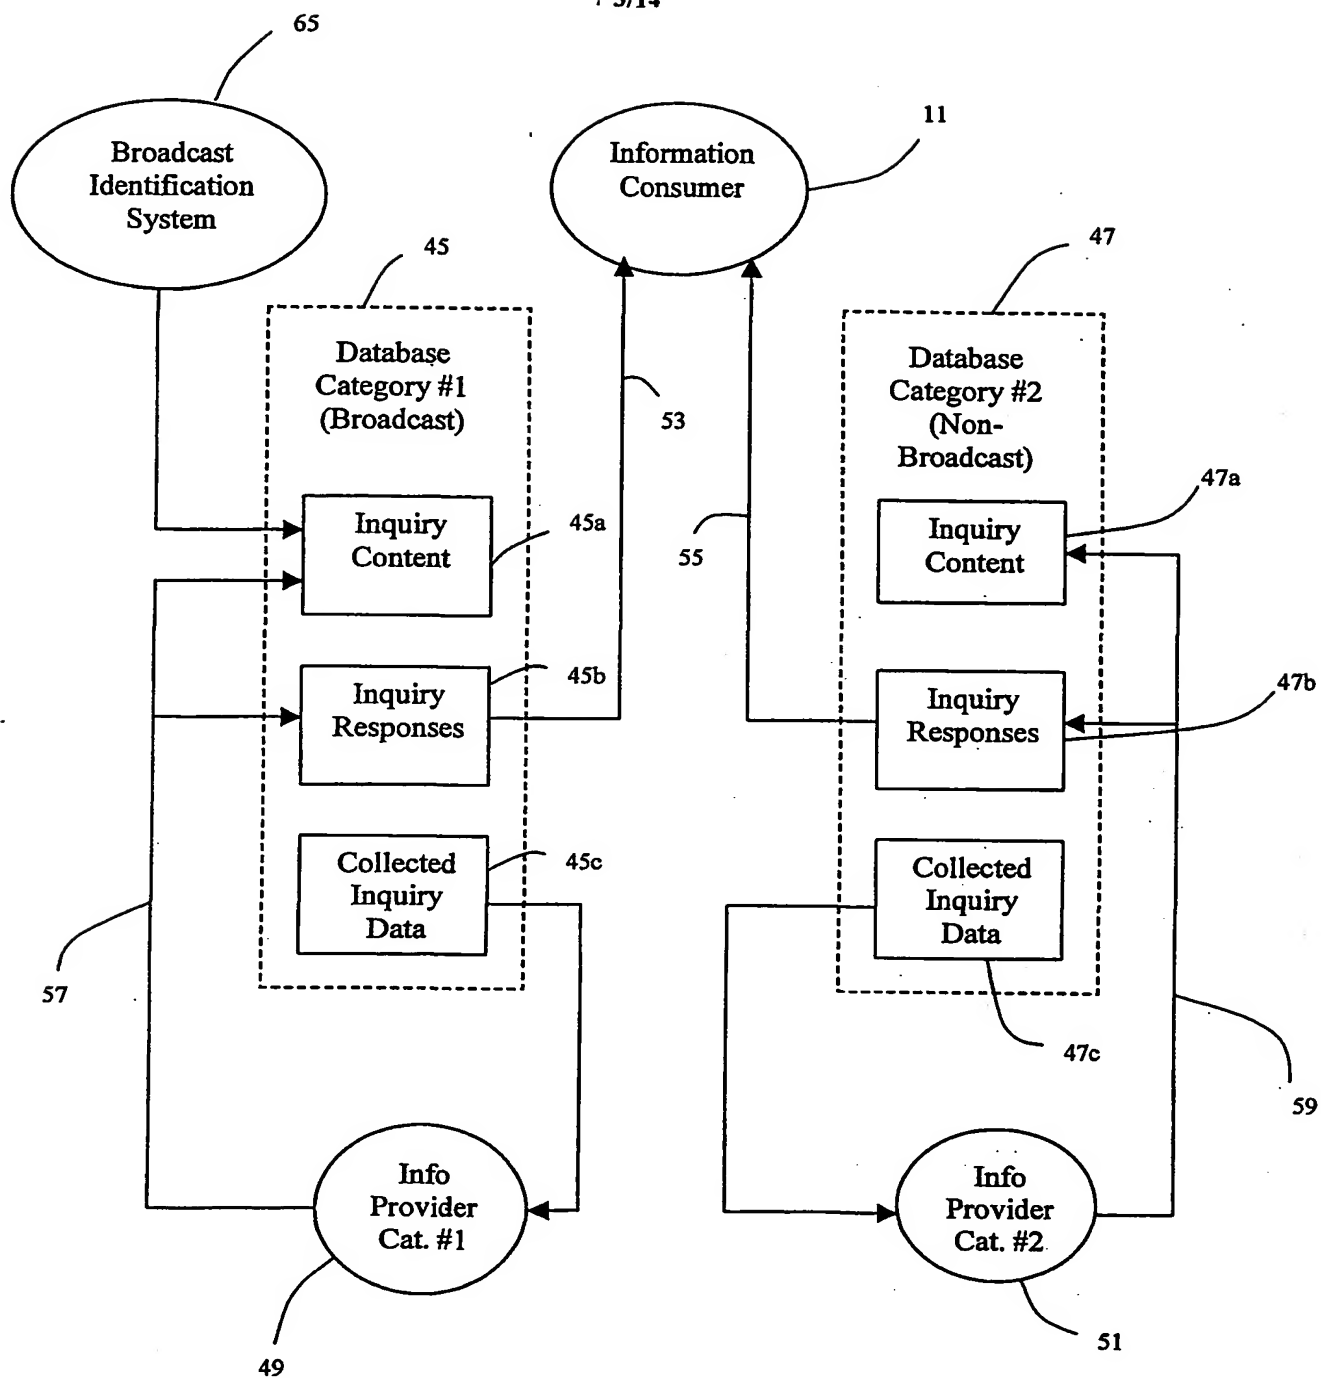 65
Broadcast
Identification
System
Information
Consumer
11
45
Database
Category #1
(Broadcast)
53
47
Database
Category #2
(Non-
Broadcast)
Inquiry
Content
45a
55
Inquiry
Content
47a
Inquiry
Responses
45b
Inquiry
Responses
47b
Collected
Inquiry
Data
45c
Collected
Inquiry
Data
47c
57
59
Info
Provider
Cat. #1
49
Info
Provider
Cat. #2
51